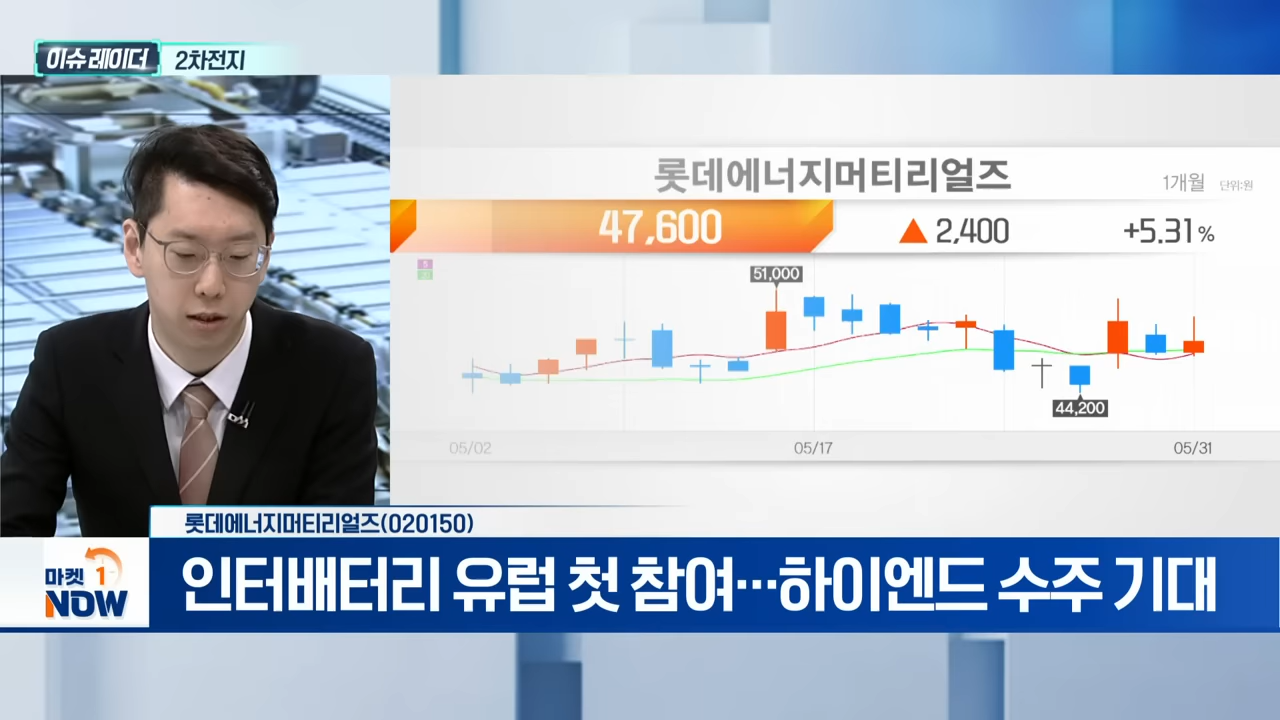 이슈 레이더 2차전지
롯데에너지머티리얼즈
1개월 단위:원
47,600 ▲ 2,400 +5.31%
5
51,000
44,200
05/02 05/17 05/31
롯데에너지머티리얼즈(020150)
마켓 1
NOW
인터배터리 유럽 첫 참여…하이엔드 수주 기대